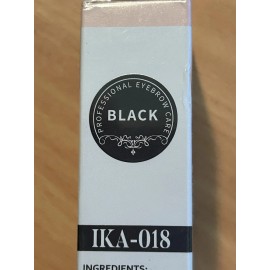 PROFESSIONAL EYEBROW CARE
BLACK
IKA-018
INGREDIENTS: